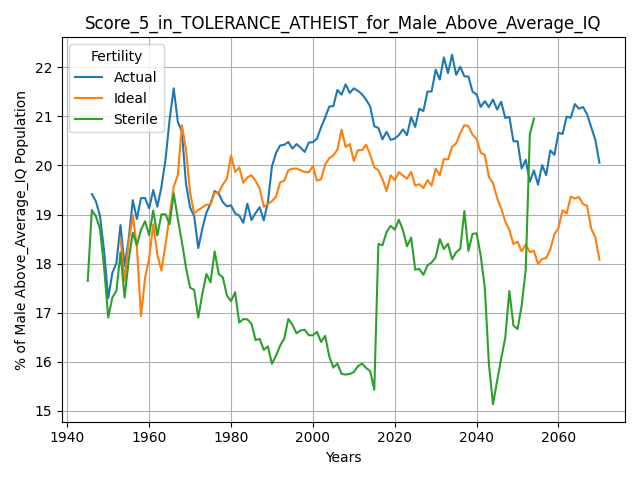 Score_5_in_TOLERANCE_ATHEIST_for_Male_Above_Average_IQ
Fertility
Actual
Ideal
Sterile
% of Male Above_Average_IQ Population
22
21
20
19
18
17
16
15
1940
1960
1980
2000
2020
2040
2060
Years